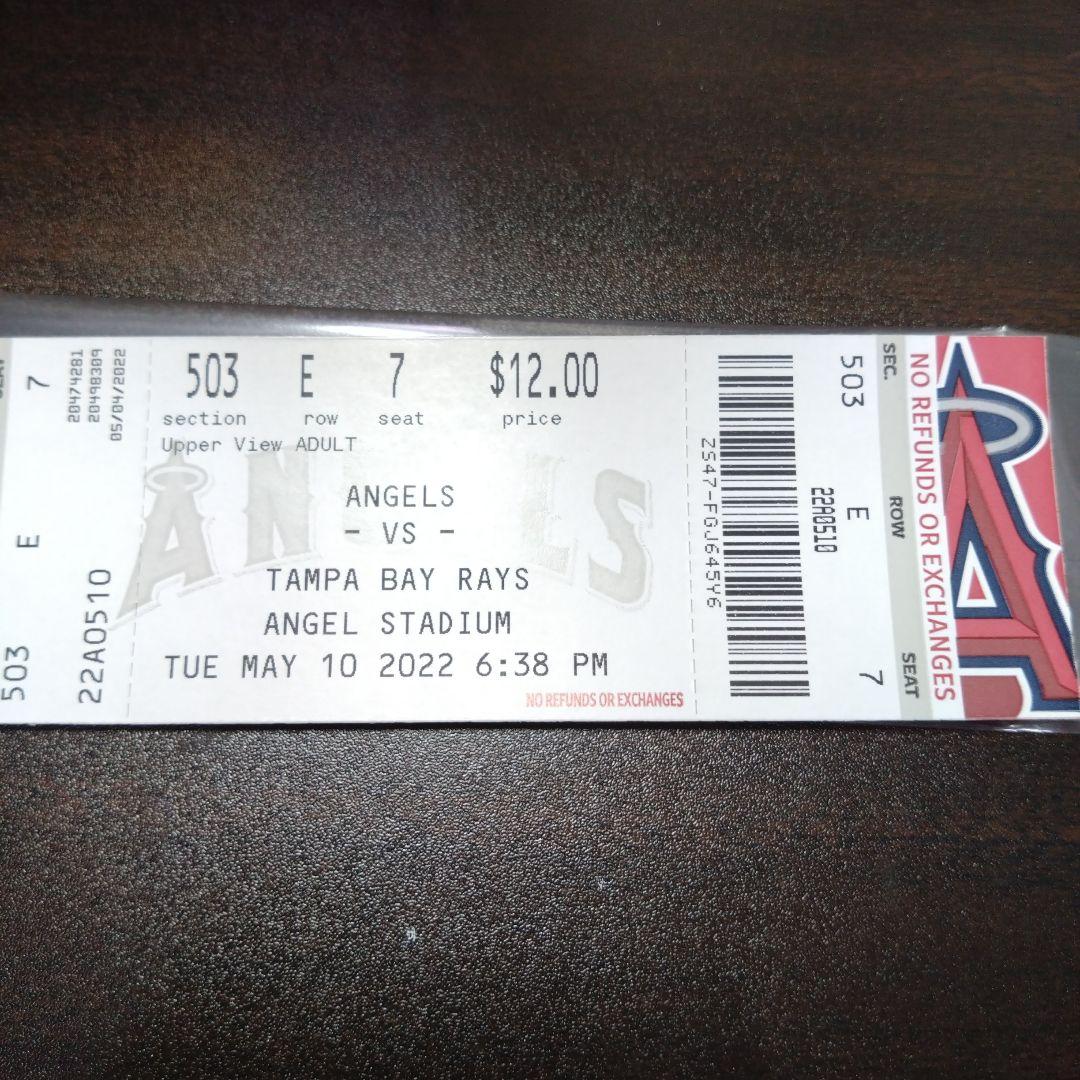 7
E
503
20474281
20498309
05/04/2022
22A0510
503 E 7 $12.00
section row seat price
Upper View ADULT
ANGELS
ANGELS
- VS -
TAMPA BAY RAYS
ANGEL STADIUM
TUE MAY 10 2022 6:38 PM
NO REFUNDS OR EXCHANGES
ZS47-FGJ645Y6
22A0510
503 E 7
SEC. ROW SEAT
NO REFUNDS OR EXCHANGES
A